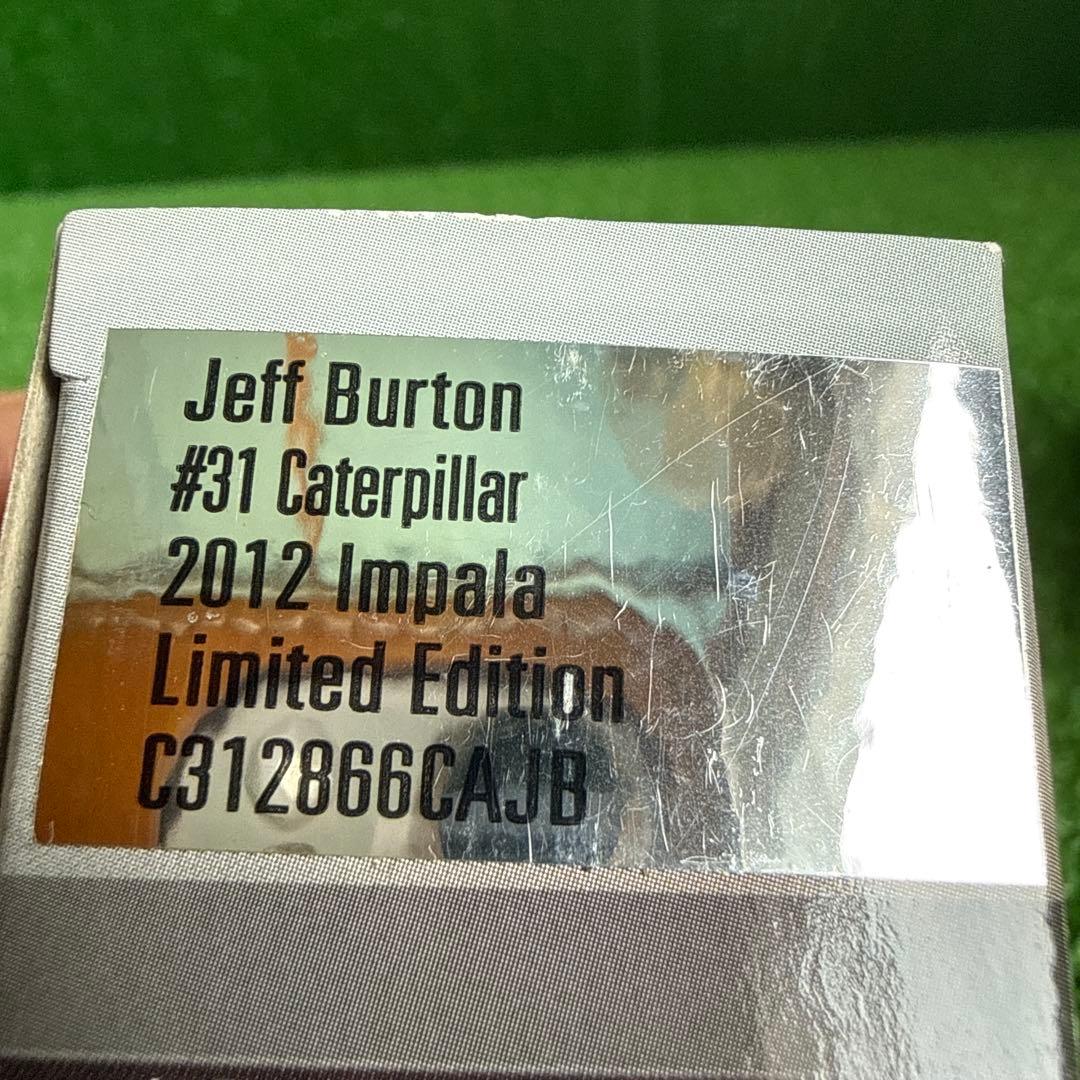 Jeff Burton
#31 Caterpillar
2012 Impala
Limited Edition
C312866CAJB